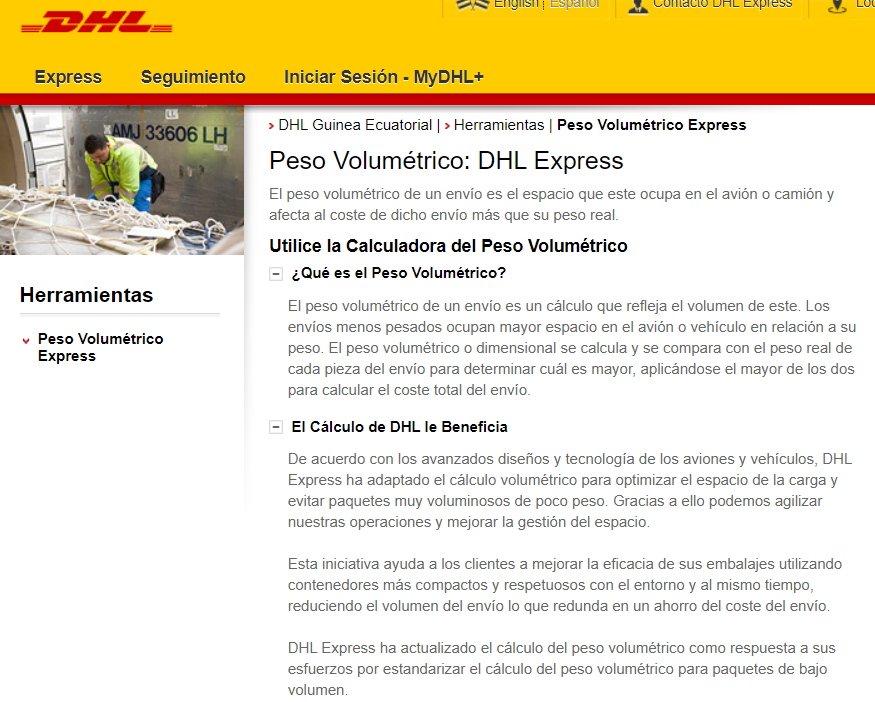 English | Español
Contacto DHL Express
DHL
Express
Seguimiento
Iniciar Sesión - MyDHL+
AMJ 33606 LH
DHL Guinea Ecuatorial | Herramientas | Peso Volumétrico Express
Peso Volumétrico: DHL Express
El peso volumétrico de un envío es el espacio que este ocupa en el avión o camión y
afecta al coste de dicho envío más que su peso real.
Utilice la Calculadora del Peso Volumétrico
¿Qué es el Peso Volumétrico?
El peso volumétrico de un envío es un cálculo que refleja el volumen de este. Los
envíos menos pesados ocupan mayor espacio en el avión o vehículo en relación a su
peso. El peso volumétrico o dimensional se calcula y se compara con el peso real de
cada pieza del envío para determinar cuál es mayor, aplicándose el mayor de los dos
para calcular el coste total del envío.
El Cálculo de DHL le Beneficia
De acuerdo con los avanzados diseños y tecnología de los aviones y vehículos, DHL
Express ha adaptado el cálculo volumétrico para optimizar el espacio de la carga y
evitar paquetes muy voluminosos de poco peso. Gracias a ello podemos agilizar
nuestras operaciones y mejorar la gestión del espacio.
Esta iniciativa ayuda a los clientes a mejorar la eficacia de sus embalajes utilizando
contenedores más compactos y respetuosos con el entorno y al mismo tiempo,
reduciendo el volumen del envío lo que redunda en un ahorro del coste del envío.
DHL Express ha actualizado el cálculo del peso volumétrico como respuesta a sus
esfuerzos por estandarizar el cálculo del peso volumétrico para paquetes de bajo
volumen.
Herramientas
Peso Volumétrico
Express